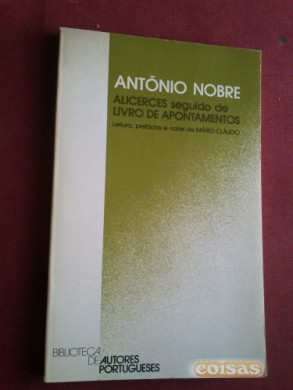 ANTÓNIO NOBRE
ALICERCES seguido de
LIVRO DE APONTAMENTOS
Leitura, prefácios e notas de MÁRIO CLÁUDIO
BIBLIOTECA
DE AUTORES
PORTUGUESES
coisas